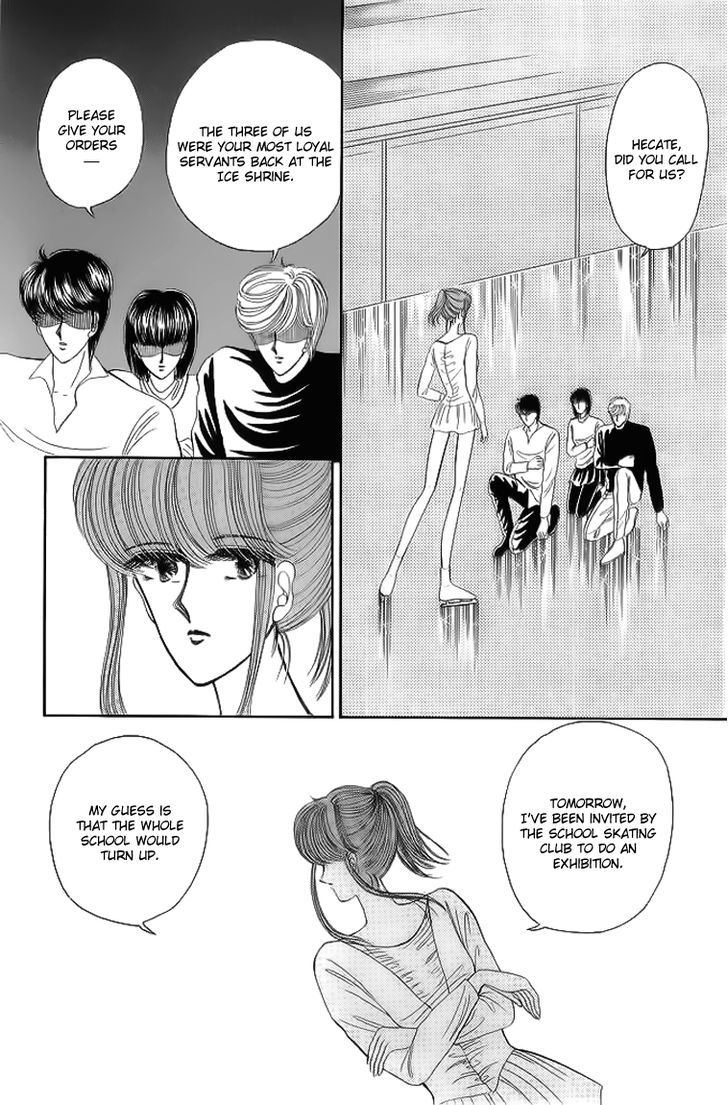 HECATE,
DID YOU CALL
FOR US?
THE THREE OF US
WERE YOUR MOST LOYAL
SERVANTS BACK AT THE
ICE SHRINE.
PLEASE
GIVE YOUR
ORDERS
—
TOMORROW,
I'VE BEEN INVITED BY
THE SCHOOL SKATING
CLUB TO DO AN
EXHIBITION.
MY GUESS IS
THAT THE WHOLE
SCHOOL WOULD
TURN UP.